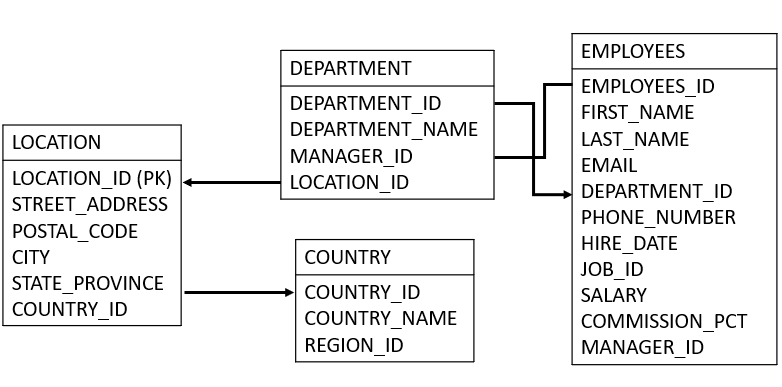 LOCATION
LOCATION_ID (PK)
STREET_ADDRESS
POSTAL_CODE
CITY
STATE_PROVINCE
COUNTRY_ID
DEPARTMENT
DEPARTMENT_ID
DEPARTMENT_NAME
MANAGER_ID
LOCATION_ID
COUNTRY
COUNTRY_ID
COUNTRY_NAME
REGION_ID
EMPLOYEES
EMPLOYEES_ID
FIRST_NAME
LAST_NAME
EMAIL
DEPARTMENT_ID
PHONE_NUMBER
HIRE_DATE
JOB_ID
SALARY
COMMISSION_PCT
MANAGER_ID